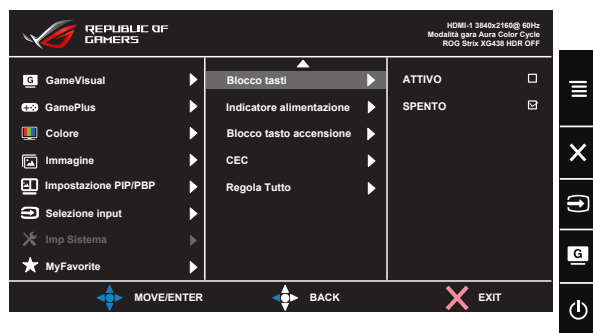 REPUBLIC OF
GAMERS
HDMI-1 3840x2160@ 60Hz
Modalità gara Aura Color Cycle
ROG Strix XG438 HDR OFF
G GameVisual
GamePlus
Colore
Immagine
Impostazione PIP/PBP
Selezione input
Imp Sistema
MyFavorite
Blocco tasti
Indicatore alimentazione
Blocco tasto accensione
CEC
Regola Tutto
ATTIVO
SPENTO
MOVE/ENTER
BACK
EXIT
G